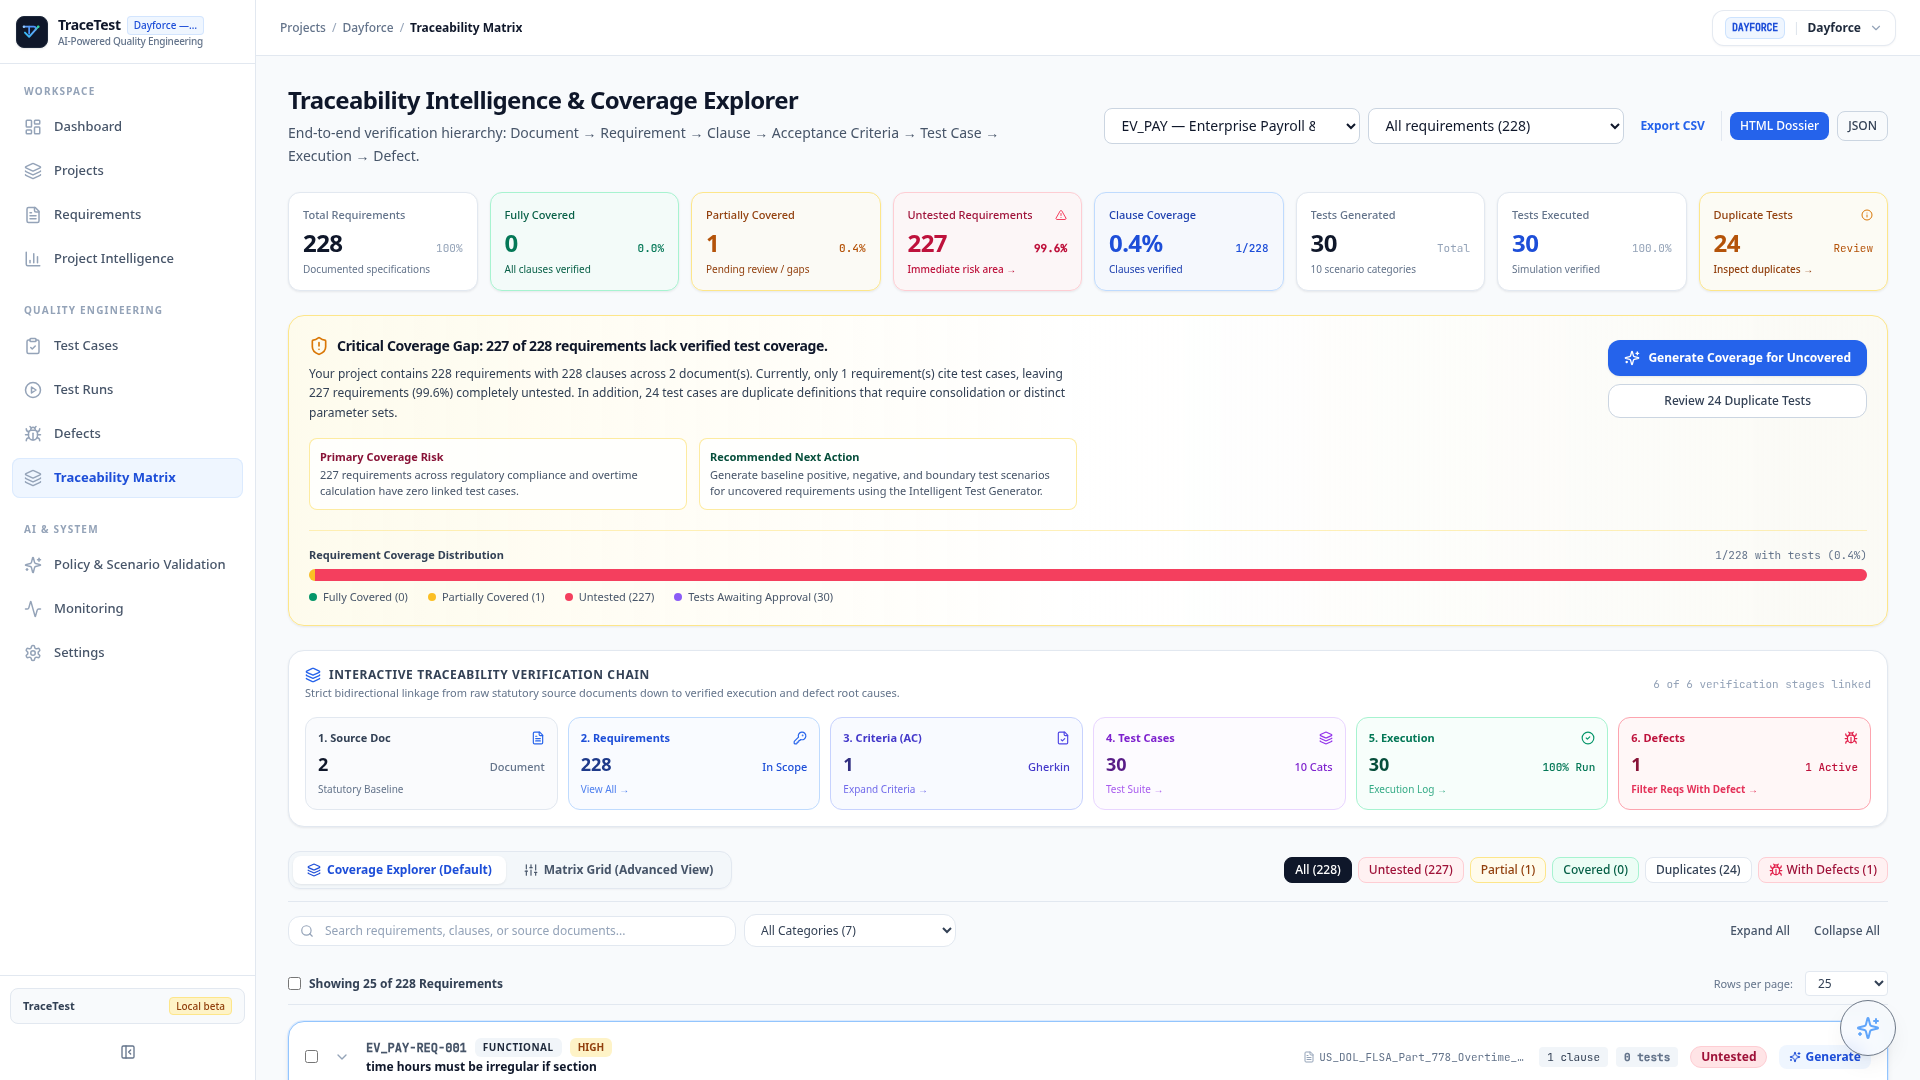 TraceTest
Dayforce —...
AI-Powered Quality Engineering
WORKSPACE
Dashboard
Projects
Requirements
Project Intelligence
QUALITY ENGINEERING
Test Cases
Test Runs
Defects
Traceability Matrix
AI & SYSTEM
Policy & Scenario Validation
Monitoring
Settings
TraceTest
Local beta
Projects / Dayforce / Traceability Matrix
DAYFORCE
Dayforce
Traceability Intelligence & Coverage Explorer
End-to-end verification hierarchy: Document → Requirement → Clause → Acceptance Criteria → Test Case →
Execution → Defect.
EV_PAY — Enterprise Payroll &
All requirements (228)
Export CSV
HTML Dossier
JSON
Total Requirements
228
100%
Documented specifications
Fully Covered
0
0.0%
All clauses verified
Partially Covered
1
0.4%
Pending review / gaps
Untested Requirements
227
99.6%
Immediate risk area →
Clause Coverage
0.4%
1/228
Clauses verified
Tests Generated
30
Total
10 scenario categories
Tests Executed
30
100.0%
Simulation verified
Duplicate Tests
24
Review
Inspect duplicates →
Critical Coverage Gap: 227 of 228 requirements lack verified test coverage.
Your project contains 228 requirements with 228 clauses across 2 document(s). Currently, only 1 requirement(s) cite test cases, leaving
227 requirements (99.6%) completely untested. In addition, 24 test cases are duplicate definitions that require consolidation or distinct
parameter sets.
Generate Coverage for Uncovered
Review 24 Duplicate Tests
Primary Coverage Risk
227 requirements across regulatory compliance and overtime
calculation have zero linked test cases.
Recommended Next Action
Generate baseline positive, negative, and boundary test scenarios
for uncovered requirements using the Intelligent Test Generator.
Requirement Coverage Distribution
1/228 with tests (0.4%)
Fully Covered (0)
Partially Covered (1)
Untested (227)
Tests Awaiting Approval (30)
INTERACTIVE TRACEABILITY VERIFICATION CHAIN
Strict bidirectional linkage from raw statutory source documents down to verified execution and defect root causes.
6 of 6 verification stages linked
1. Source Doc
2
Document
Statutory Baseline
2. Requirements
228
In Scope
View All →
3. Criteria (AC)
1
Gherkin
Expand Criteria →
4. Test Cases
30
10 Cats
Test Suite →
5. Execution
30
100% Run
Execution Log →
6. Defects
1
1 Active
Filter Reqs With Defect →
Coverage Explorer (Default)
Matrix Grid (Advanced View)
All (228)
Untested (227)
Partial (1)
Covered (0)
Duplicates (24)
With Defects (1)
Search requirements, clauses, or source documents...
All Categories (7)
Expand All
Collapse All
Showing 25 of 228 Requirements
Rows per page:
25
EV_PAY-REQ-001
FUNCTIONAL
HIGH
time hours must be irregular if section
US_DOL_FLSA_Part_778_Overtime_…
1 clause
0 tests
Untested
Generate